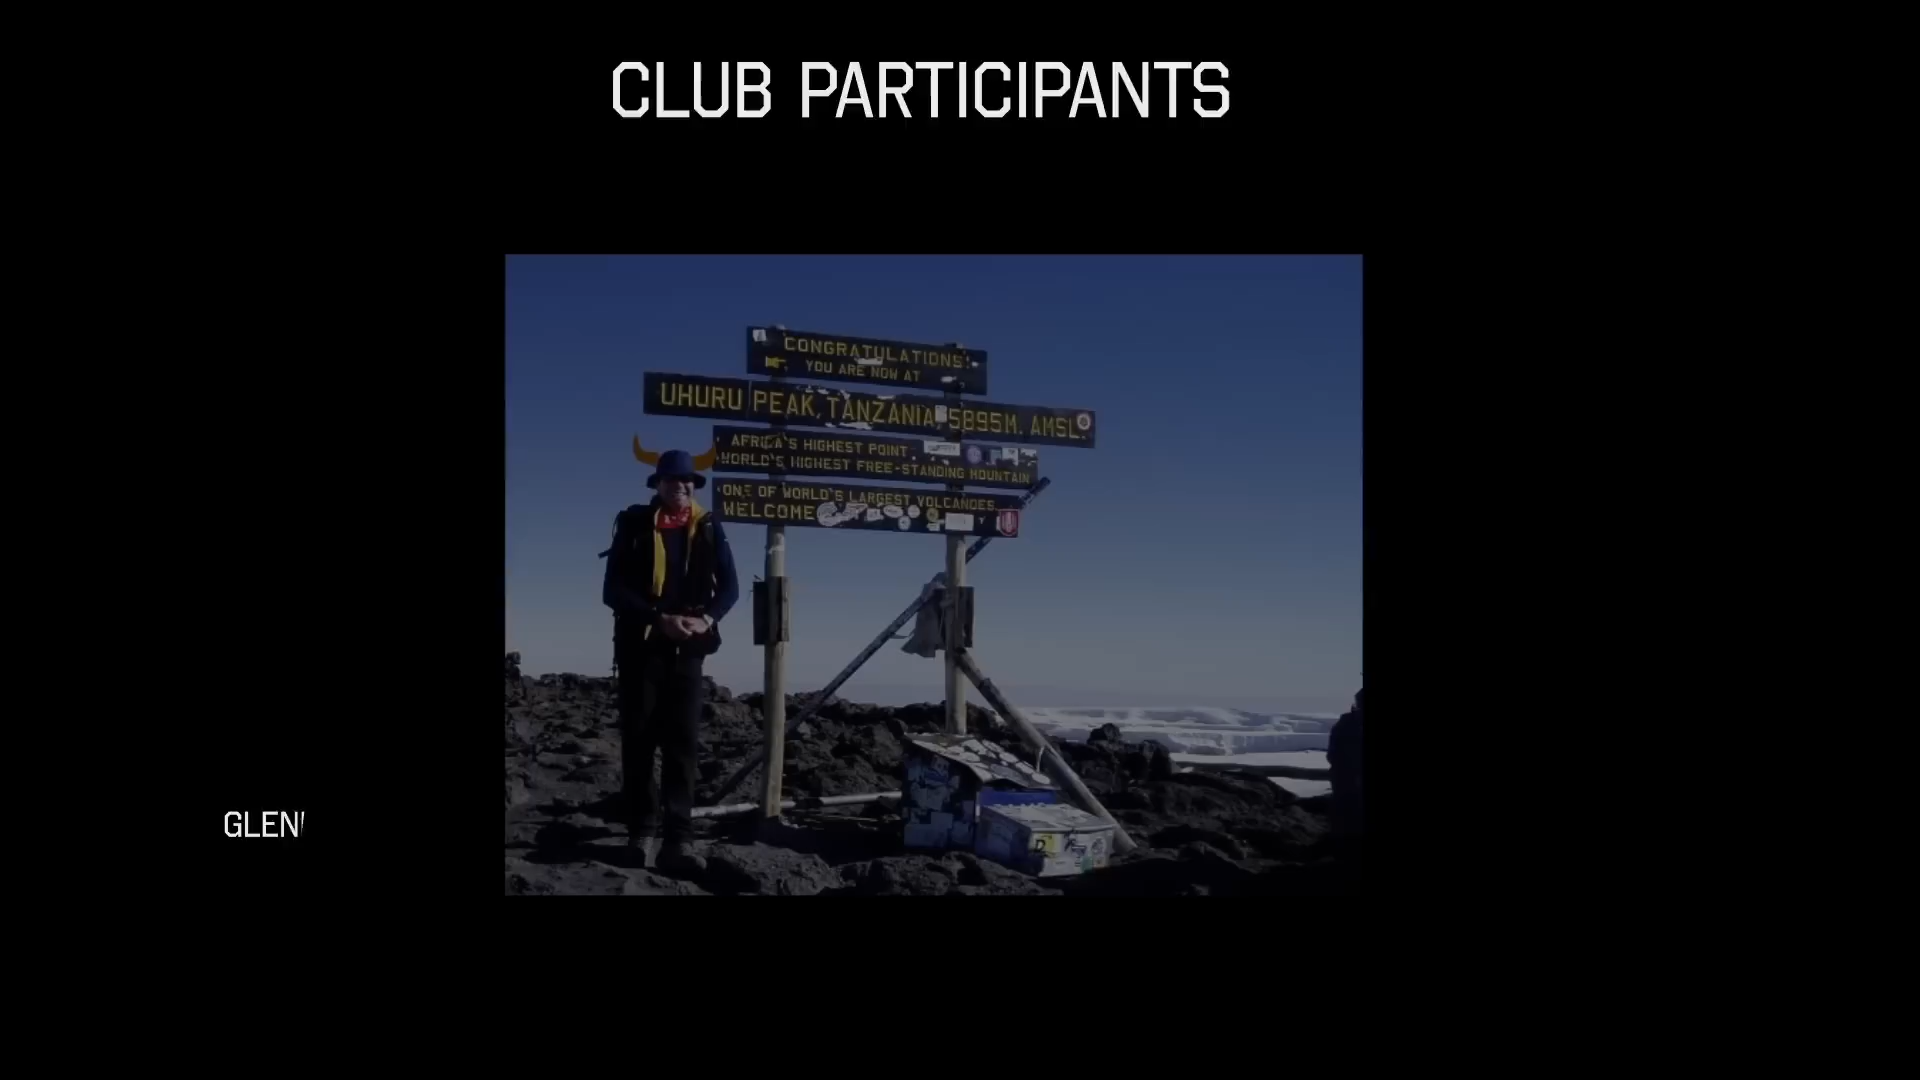 CLUB PARTICIPANTS
CONGRATULATIONS!
YOU ARE NOW AT
UHURU PEAK, TANZANIA, 5895M. AMSL.
AFRICA'S HIGHEST POINT
WORLD'S HIGHEST FREE-STANDING MOUNTAIN
ONE OF WORLD'S LARGEST VOLCANOES
WELCOME
GLEN